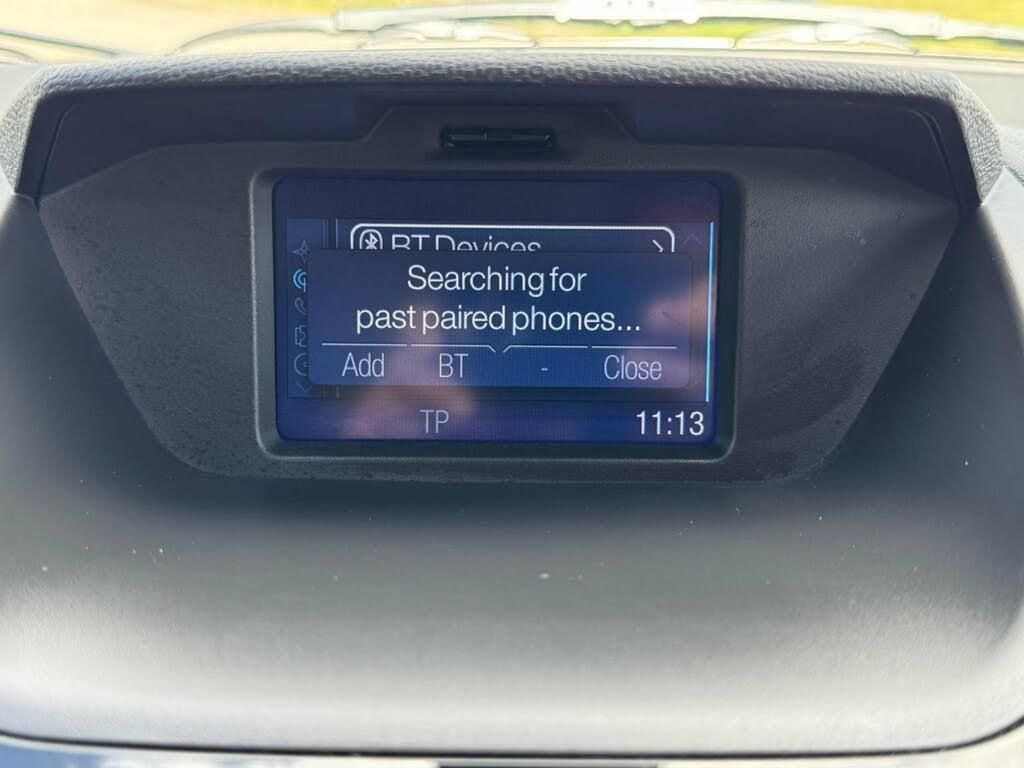 BT Devices
Searching for
past paired phones...
Add BT - Close
TP 11:13